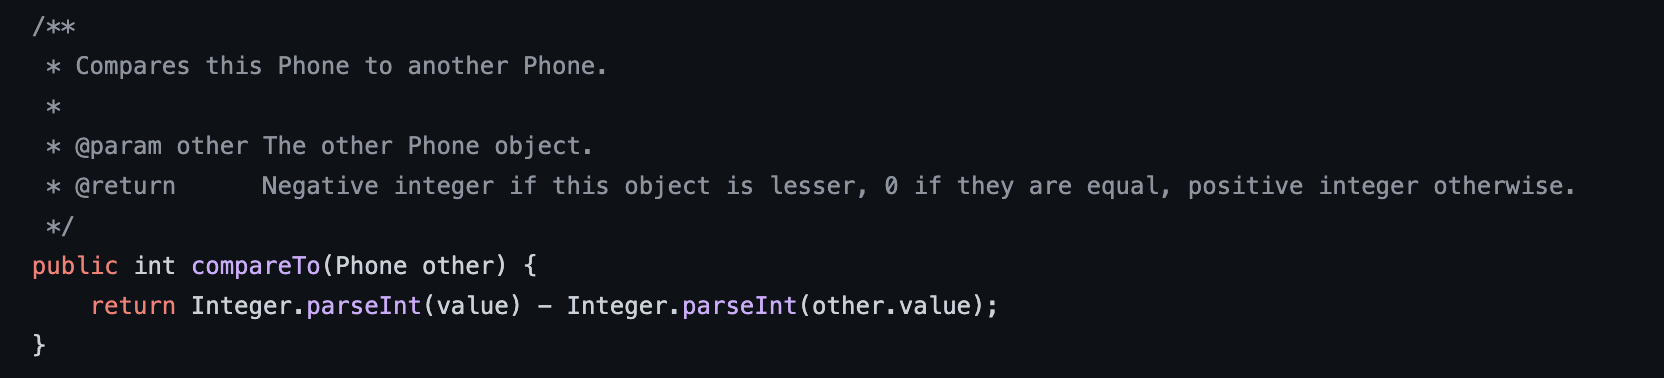 /**
 * Compares this Phone to another Phone.
 *
 * @param other The other Phone object.
 * @return      Negative integer if this object is lesser, 0 if they are equal, positive integer otherwise.
 */
public int compareTo(Phone other) {
    return Integer.parseInt(value) - Integer.parseInt(other.value);
}